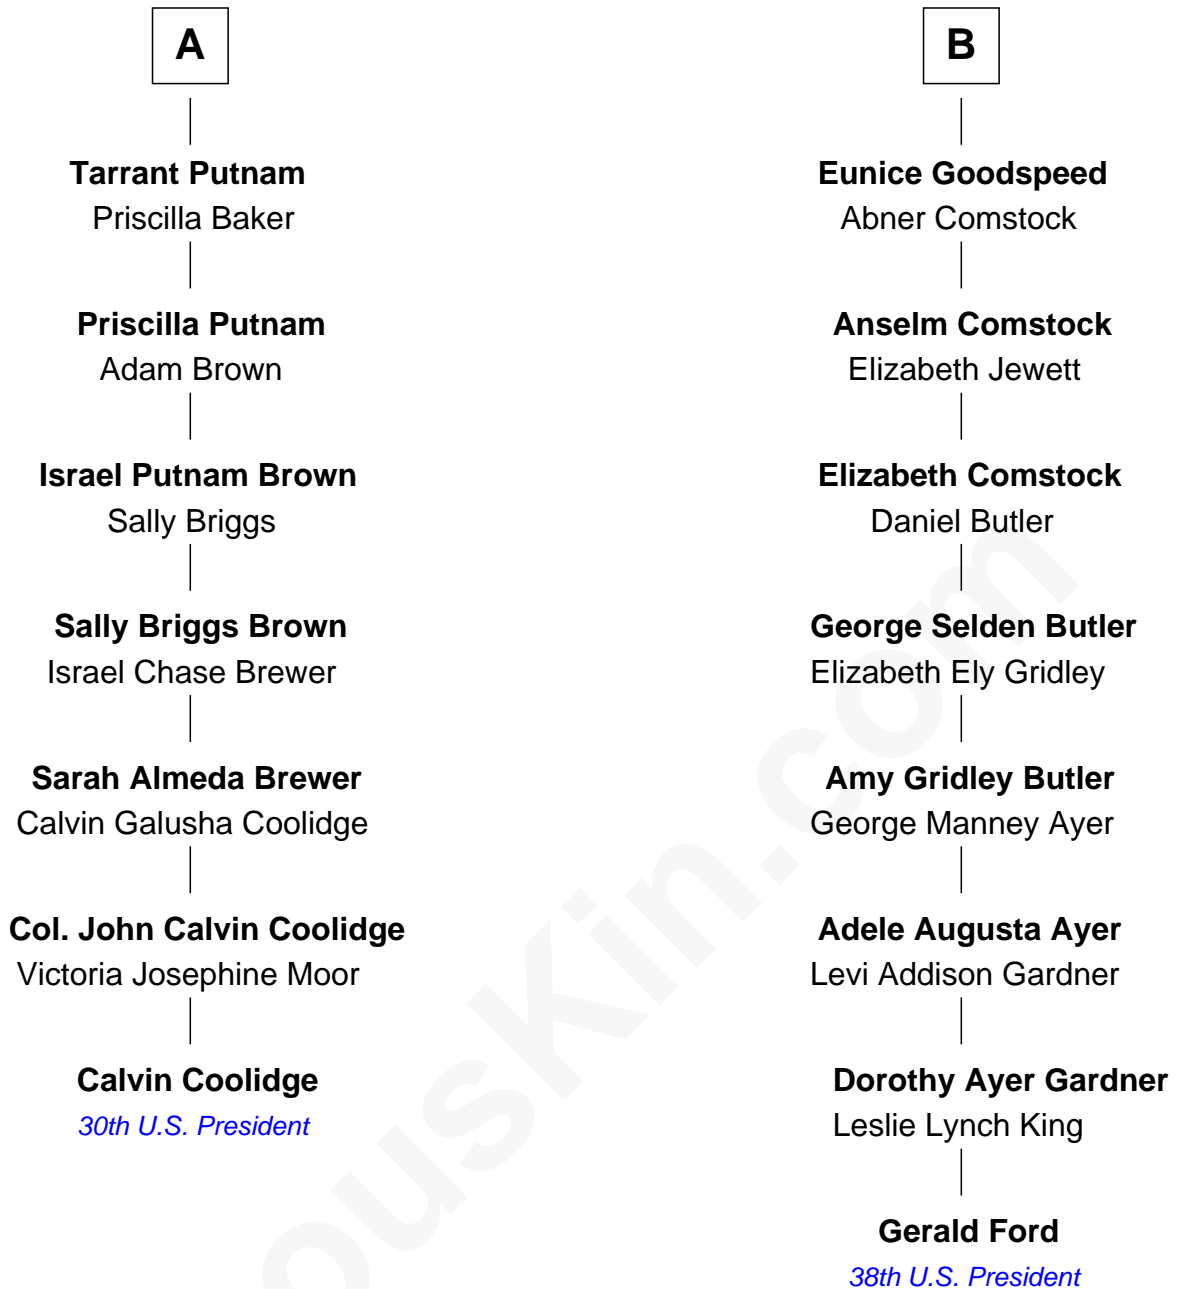 A
Tarrant Putnam
Priscilla Baker
Priscilla Putnam
Adam Brown
Israel Putnam Brown
Sally Briggs
Sally Briggs Brown
Israel Chase Brewer
Sarah Almeda Brewer
Calvin Galusha Coolidge
Col. John Calvin Coolidge
Victoria Josephine Moor
Calvin Coolidge
30th U.S. President
B
Eunice Goodspeed
Abner Comstock
Anselm Comstock
Elizabeth Jewett
Elizabeth Comstock
Daniel Butler
George Selden Butler
Elizabeth Ely Gridley
Amy Gridley Butler
George Manney Ayer
Adele Augusta Ayer
Levi Addison Gardner
Dorothy Ayer Gardner
Leslie Lynch King
Gerald Ford
38th U.S. President
ousKin.com